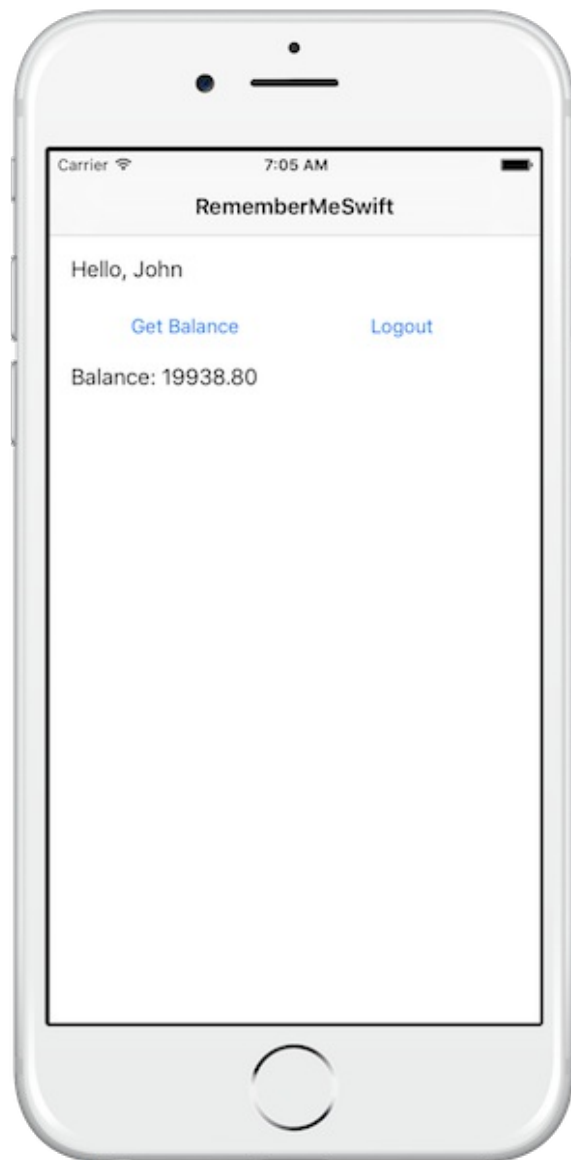 Carrier 7:05 AM
RememberMeSwift
Hello, John
Get Balance Logout
Balance: 19938.80